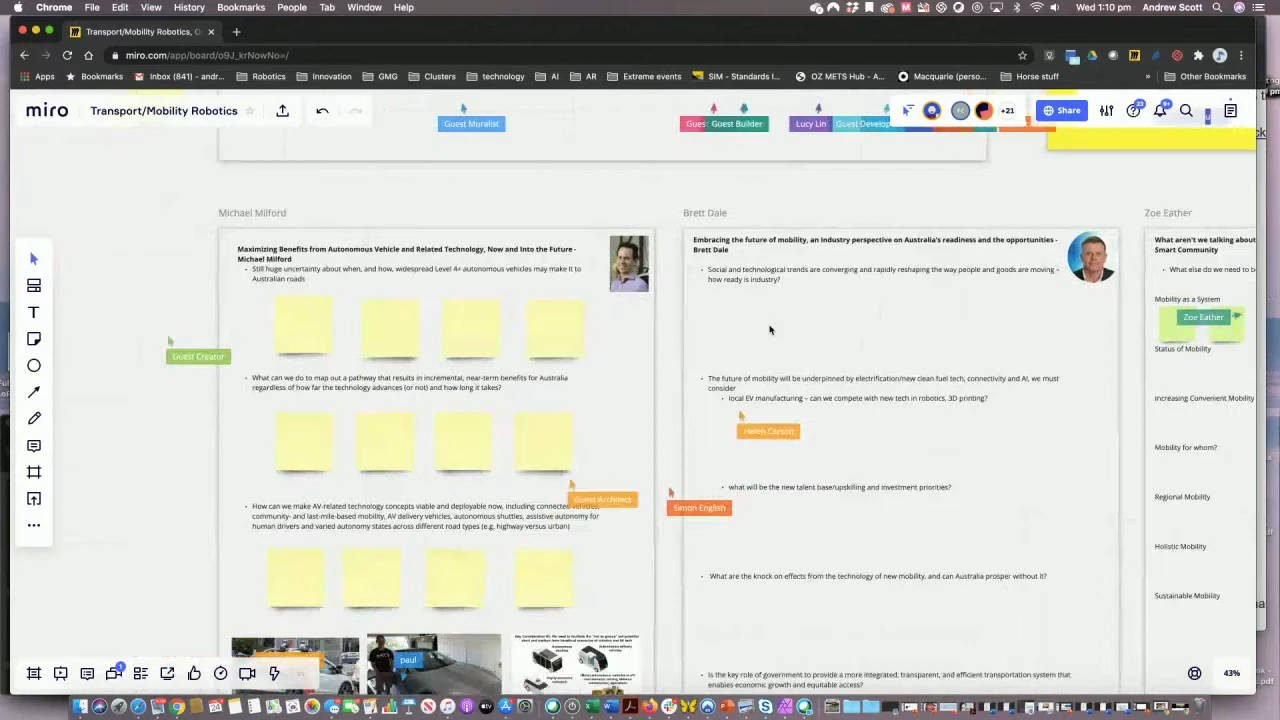 Chrome File Edit View History Bookmarks People Tab Window Help
Wed 1:10 pm Andrew Scott
Transport/Mobility Robotics,
miro.com/app/board/o9J_krNowNo=/
Apps Bookmarks Inbox (841) - andr... Robotics Innovation GMG Clusters technology AI AR Extreme events SIM - Standards I... OZ METS Hub - A... Macquarie (perso... Horse stuff » Other Bookmarks
miro Transport/Mobility Robotics +21 Share 23 9+
Guest Muralist
Guest Builder
Lucy Lin
Michael Milford
Brett Dale
Zoe Eather
Maximizing Benefits from Autonomous Vehicle and Related Technology, Now and Into the Future -
Michael Milford
• Still huge uncertainty about when, and how, widespread Level 4+ autonomous vehicles may make it to
Australian roads
Guest Creator
• What can we do to map out a pathway that results in incremental, near-term benefits for Australia
regardless of how far the technology advances (or not) and how long it takes?
Guest Architect
• How can we make AV-related technology concepts viable and deployable now, including connected vehicles,
community- and last mile-based mobility, AV delivery vehicles, autonomous shuttles, assistive autonomy for
human drivers and varied autonomy states across different road types (e.g. highway versus urban)
paul
Embracing the future of mobility, an industry perspective on Australia's readiness and the opportunities -
Brett Dale
• Social and technological trends are converging and rapidly reshaping the way people and goods are moving –
how ready is industry?
• The future of mobility will be underpinned by electrification/new clean fuel tech, connectivity and AI, we must
consider
• local EV manufacturing – can we compete with new tech in robotics, 3D printing?
Helen Carson
• what will be the new talent base/upskilling and investment priorities?
Simon English
• What are the knock on effects from the technology of new mobility, and can Australia prosper without it?
• Is the key role of government to provide a more integrated, transparent, and efficient transportation system that
enables economic growth and equitable access?
What aren't we talking about
Smart Community
• What else do we need to
Mobility as a System
Zoe Eather
Status of Mobility
Increasing Convenient Mobility
Mobility for whom?
Regional Mobility
Holistic Mobility
Sustainable Mobility
1
43%